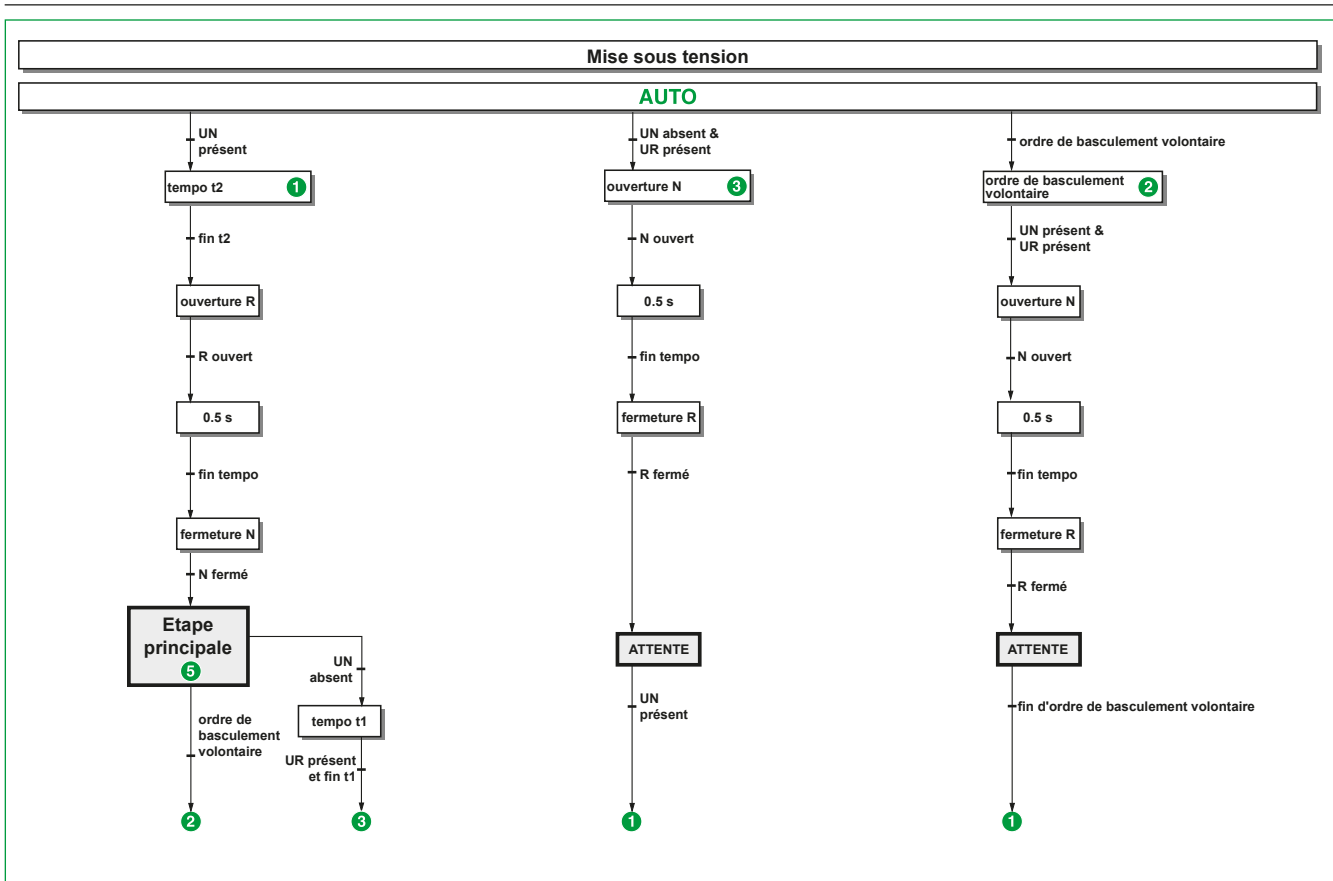 Mise sous tension
AUTO
UN
présent
tempo t2
1
fin t2
ouverture R
R ouvert
0.5 s
fin tempo
fermeture N
N fermé
Etape
principale
5
ordre de
basculement
volontaire
2
UN
absent
tempo t1
UR présent
et fin t1
3
UN absent &
UR présent
ouverture N
3
N ouvert
0.5 s
fin tempo
fermeture R
R fermé
ATTENTE
UN
présent
1
ordre de basculement volontaire
ordre de basculement
volontaire
2
UN présent &
UR présent
ouverture N
N ouvert
0.5 s
fin tempo
fermeture R
R fermé
ATTENTE
fin d'ordre de basculement volontaire
1